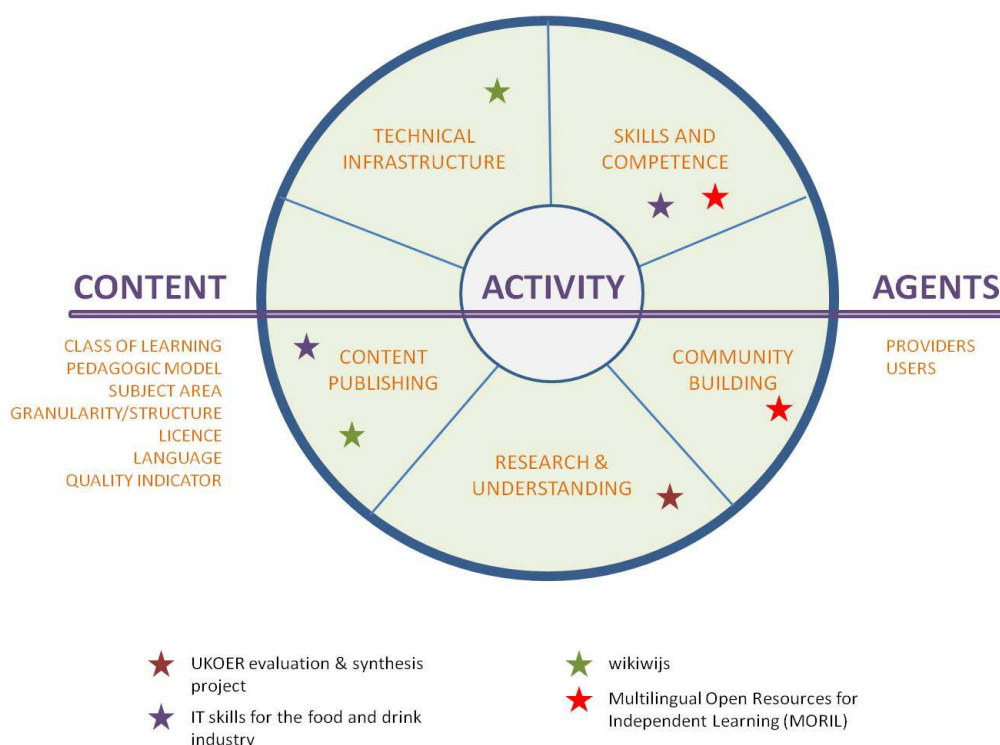 TECHNICAL
INFRASTRUCTURE
SKILLS AND
COMPETENCE
CONTENT
ACTIVITY
AGENTS
CLASS OF LEARNING
PEDAGOGIC MODEL
SUBJECT AREA
GRANULARITY/STRUCTURE
LICENCE
LANGUAGE
QUALITY INDICATOR
CONTENT
PUBLISHING
COMMUNITY
BUILDING
PROVIDERS
USERS
RESEARCH &
UNDERSTANDING
UKOER evaluation & synthesis
project
IT skills for the food and drink
industry
wikiwijs
Multilingual Open Resources for
Independent Learning (MORIL)